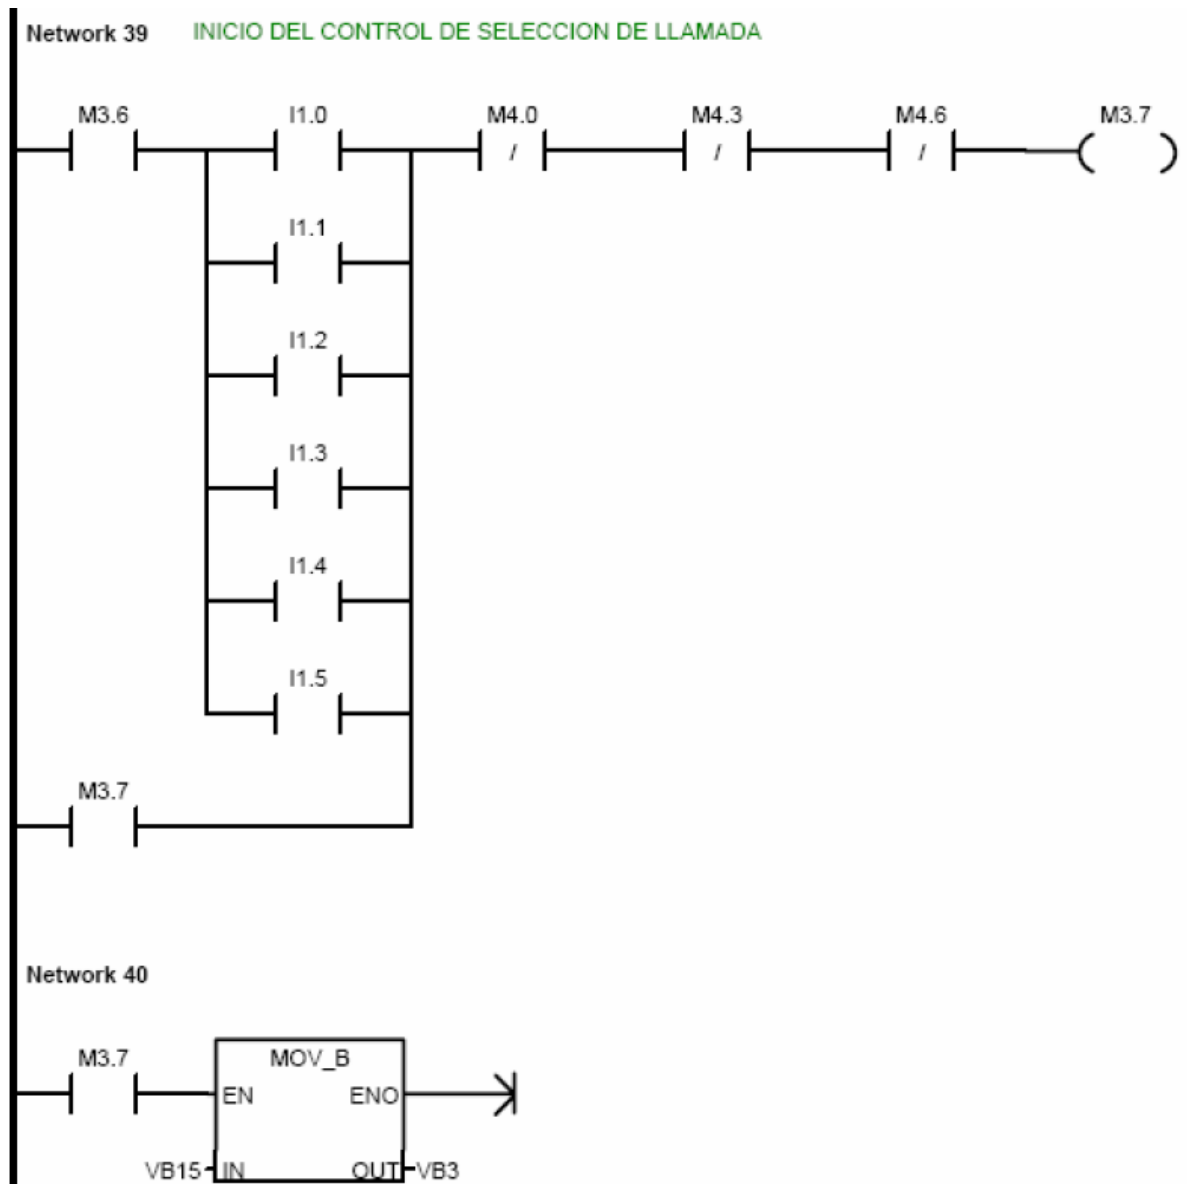 Network 39 INICIO DEL CONTROL DE SELECCION DE LLAMADA
M3.6 I1.0 M4.0 M4.3 M4.6 M3.7
/ / /
I1.1
I1.2
I1.3
I1.4
I1.5
M3.7
Network 40
M3.7 MOV_B
EN ENO
VB15 IN OUT VB3